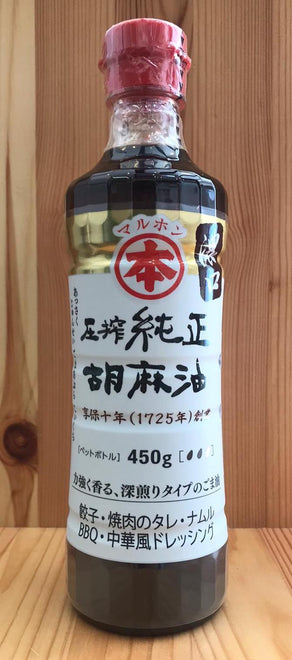 マルホン
本
濃口
圧搾純正
胡麻油
享保十年(1725年)創業
[ペットボトル] 450g [●●●]
力強く香る、深煎りタイプのごま油
餃子・焼肉のタレ・ナムル
BBQ・中華風ドレッシング